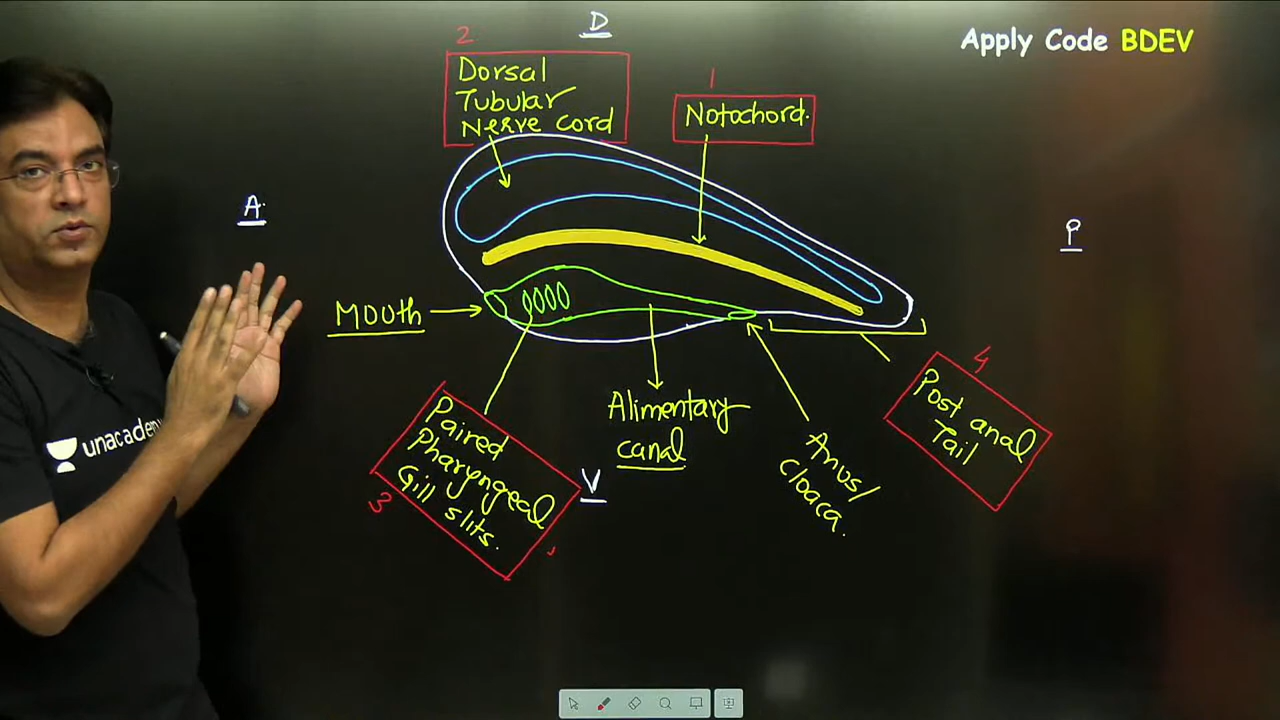 D
Apply Code BDEV
2
Dorsal
Tubular
Nerve cord
1
Notochord.
A
P
Mouth
4
Post anal
Tail
Alimentary
canal
Paired
Pharyngeal
Gill slits.
3
V
Anus/
cloaca.
unacademy